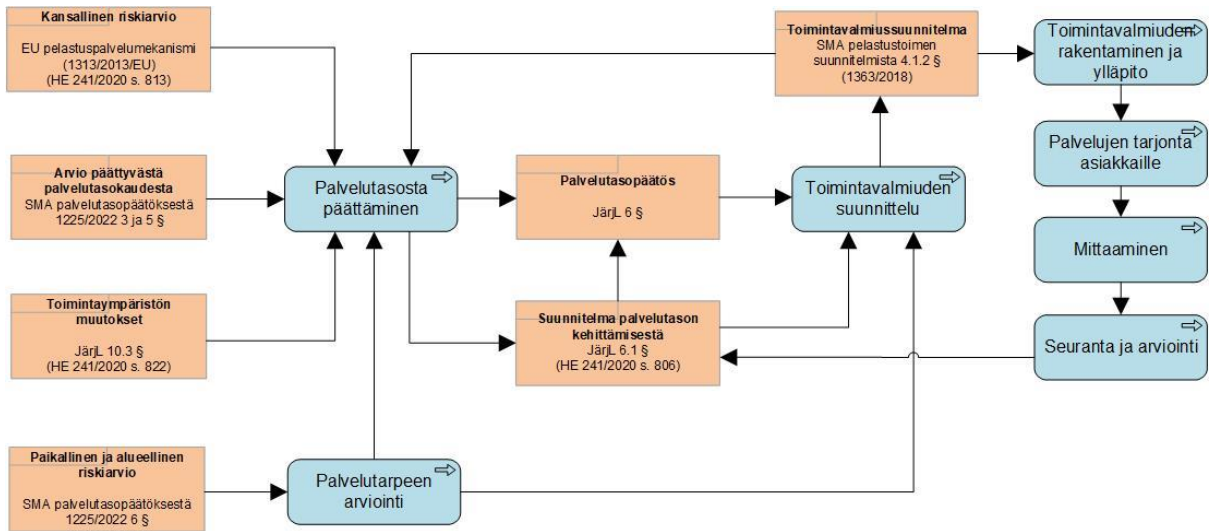 Kansallinen riskiarvio
EU pelastuspalvelumekanismi
(1313/2013/EU)
(HE 241/2020 s. 813)
Arvio päättyvästä
palvelutasokaudesta
SMA palvelutasopäätöksestä
1225/2022 3 ja 5 §
Toimintaympäristön
muutokset
JärjL 10.3 §
(HE 241/2020 s. 822)
Paikallinen ja alueellinen
riskiarvio
SMA palvelutasopäätöksestä
1225/2022 6 §
Palvelutasosta
päättäminen
Palvelutarpeen
arviointi
Palvelutasopäätös
JärjL 6 §
Suunnitelma palvelutason
kehittämisestä
JärjL 6.1 §
(HE 241/2020 s. 806)
Toimintavalmiussuunnitelma
SMA pelastustoimen
suunnitelmista 4.1.2 §
(1363/2018)
Toimintavalmiuden
suunnittelu
Toimintavalmiuden
rakentaminen ja
ylläpito
Palvelujen tarjonta
asiakkaille
Mittaaminen
Seuranta ja arviointi